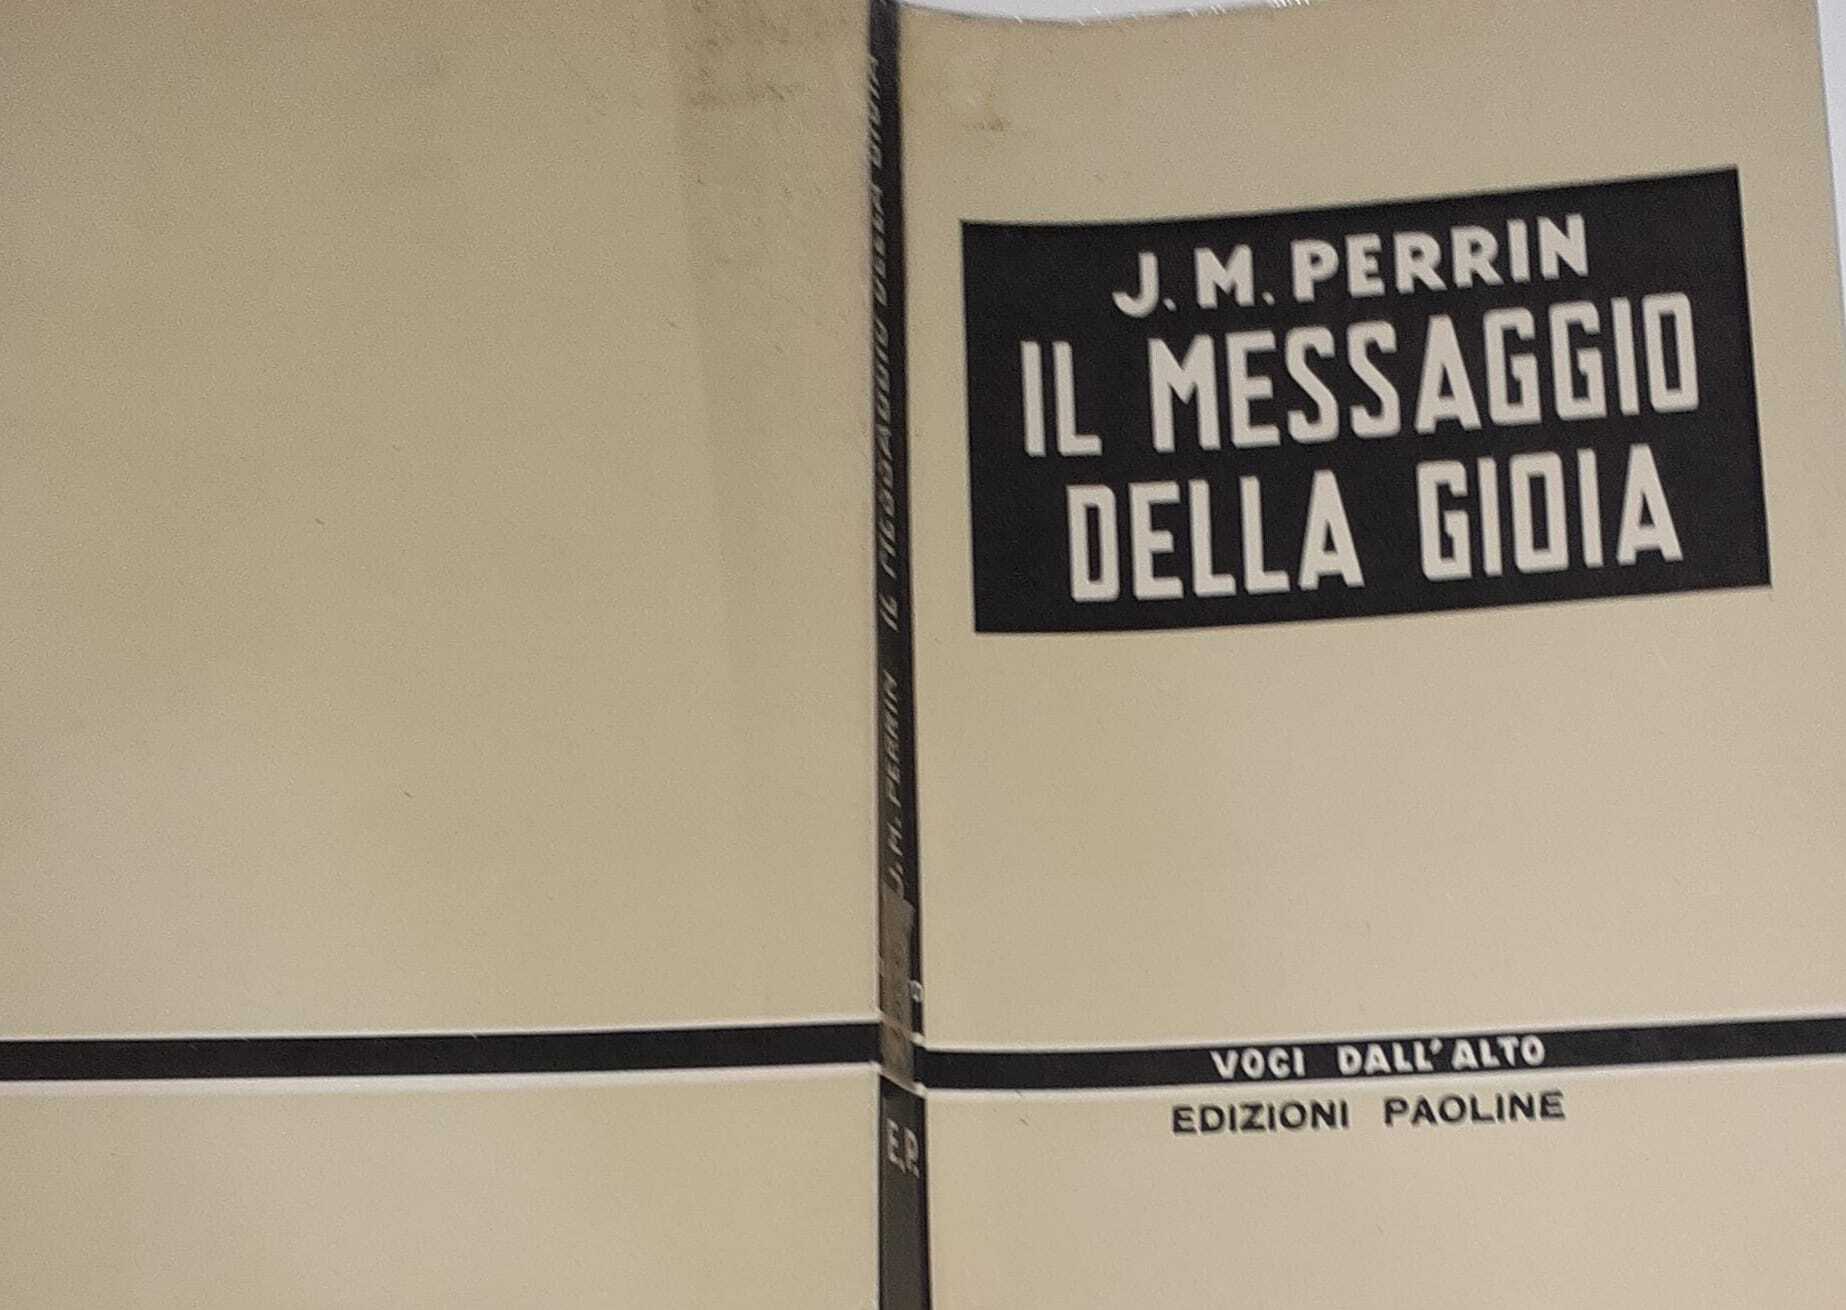 J. M. PERRIN
IL MESSAGGIO
DELLA GIOIA
VOCI DALL'ALTO
EDIZIONI PAOLINE
J. M. PERRIN IL MESSAGGIO DELLA GIOIA
E.P.